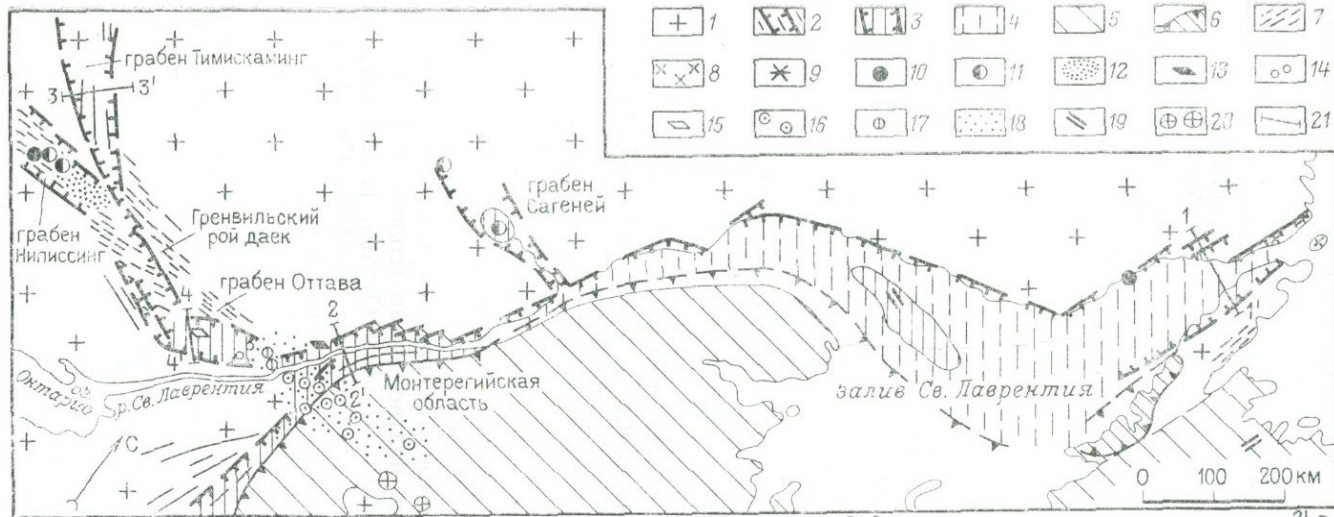 1 2 3 4 5 6 7
8 9 10 11 12 13 14
15 16 17 18 19 20 21
грабен Тимискаминг
3 3'
грабен Нилиссинг
Гренвильский
рой даек
грабен Оттава
грабен
Сагеней
4
4'
2
2'
1
оз.
Онтарио
р. Св. Лаврентия
Монтерегийская
область
залив Св. Лаврентия
С
0 100 200 км